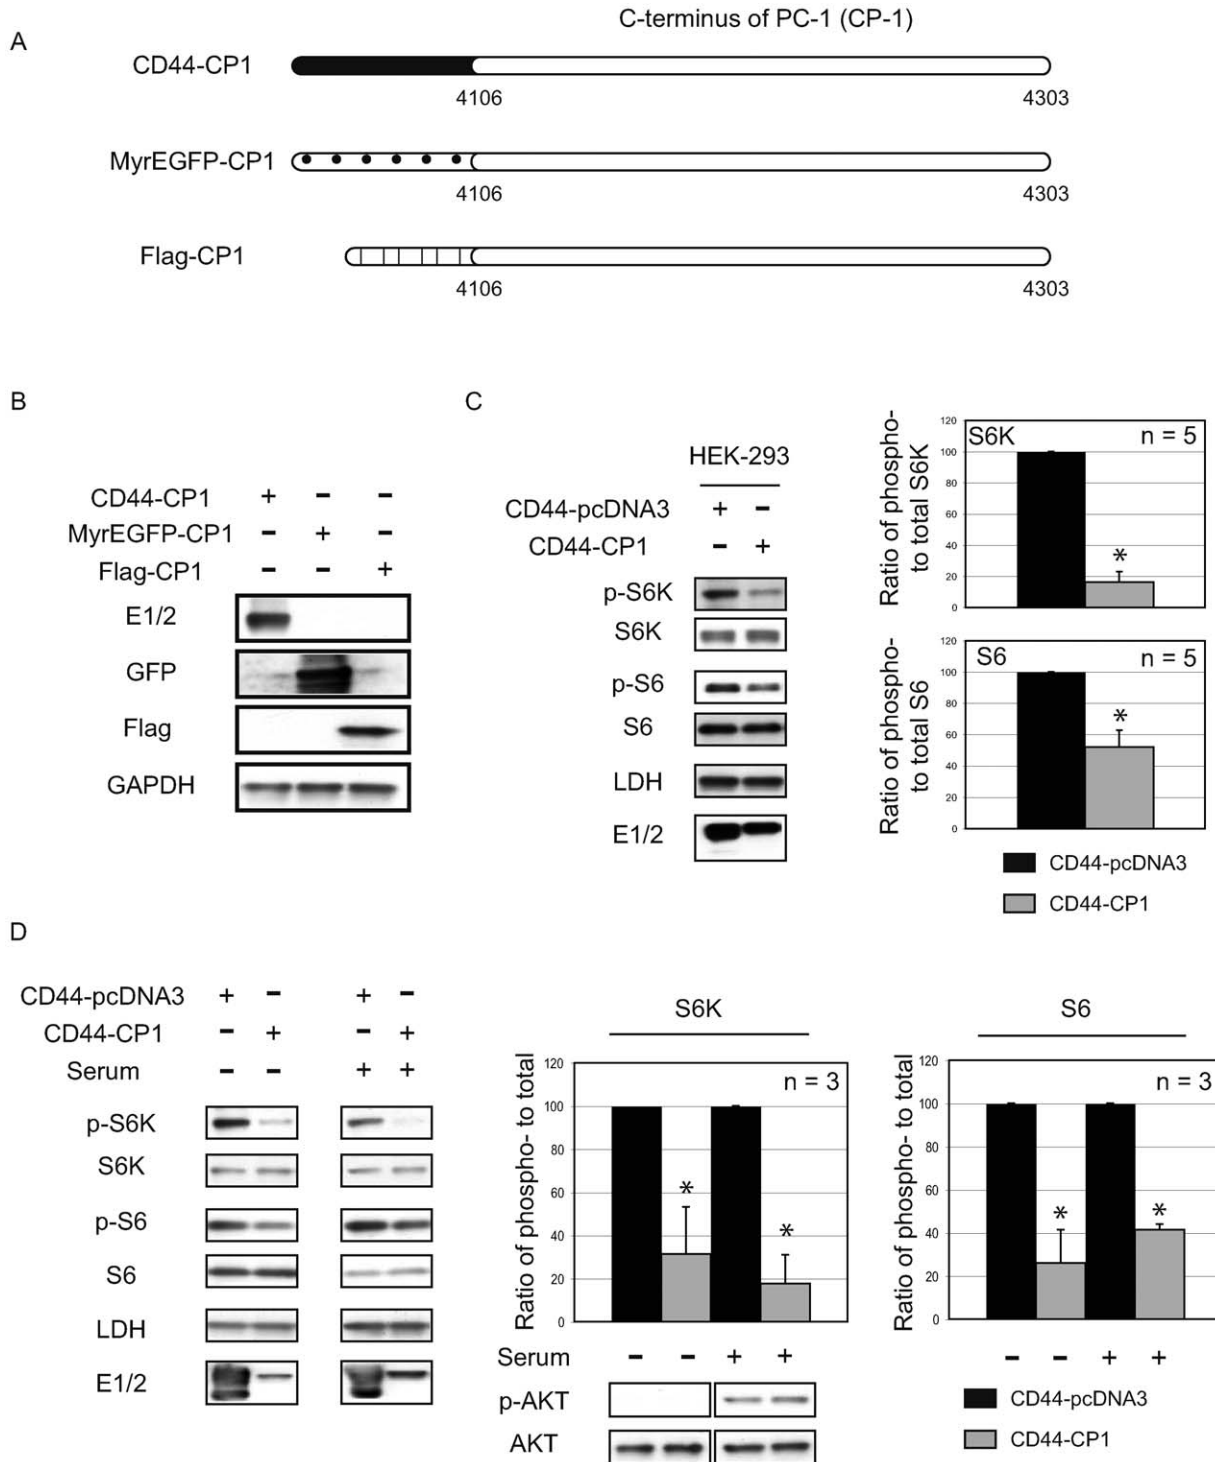 A
C-terminus of PC-1 (CP-1)
CD44-CP1
4106
4303
MyrEGFP-CP1
4106
4303
Flag-CP1
4106
4303
B
CD44-CP1 + - -
MyrEGFP-CP1 - + -
Flag-CP1 - - +
E1/2
GFP
Flag
GAPDH
C
HEK-293
CD44-pcDNA3 + -
CD44-CP1 - +
p-S6K
S6K
p-S6
S6
LDH
E1/2
Ratio of phospho-
to total S6K
S6K
n = 5
120
100
80
60
40
20
0
*
Ratio of phospho-
to total S6
S6
n = 5
120
100
80
60
40
20
0
*
CD44-pcDNA3
CD44-CP1
D
CD44-pcDNA3 + - + -
CD44-CP1 - + - +
Serum - - + +
p-S6K
S6K
p-S6
S6
LDH
E1/2
S6K
Ratio of phospho- to total
n = 3
120
100
80
60
40
20
0
* *
Serum - - + +
p-AKT
AKT
S6
Ratio of phospho- to total
n = 3
120
100
80
60
40
20
0
* *
- - + +
CD44-pcDNA3
CD44-CP1